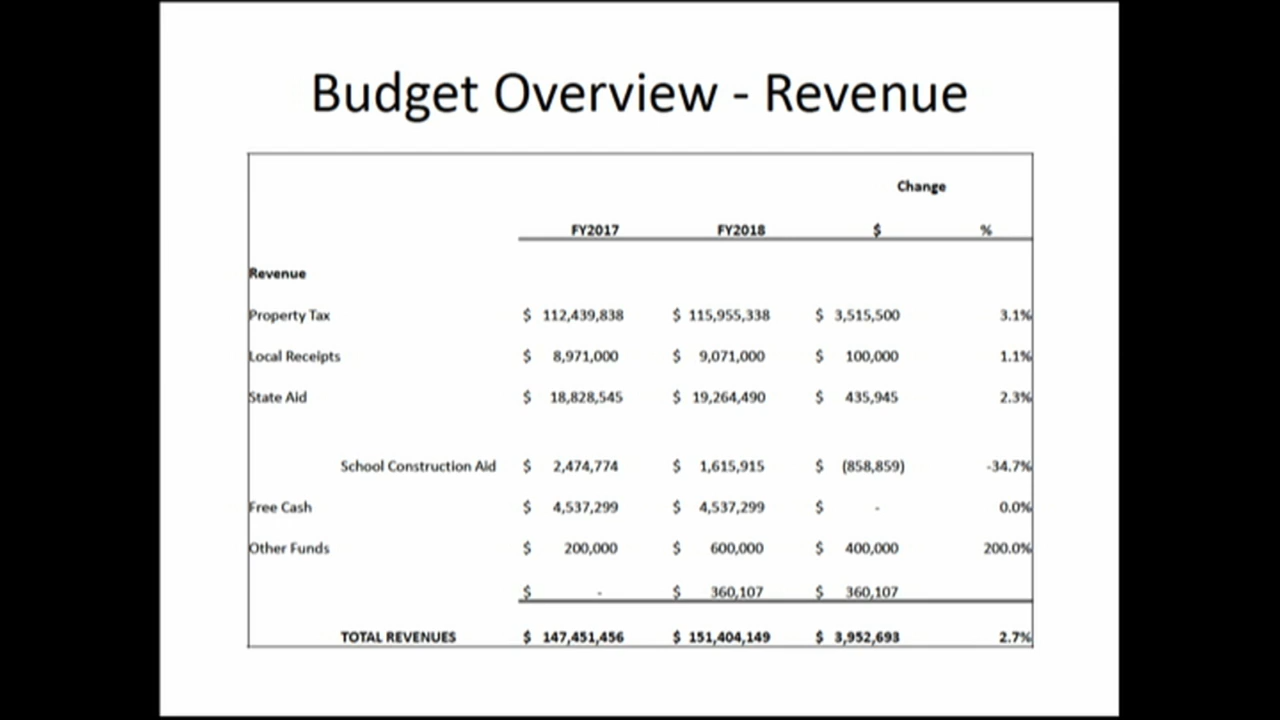 Budget Overview - Revenue
Change
FY2017 FY2018 $ %
Revenue
Property Tax $ 112,439,838 $ 115,955,338 $ 3,515,500 3.1%
Local Receipts $ 8,971,000 $ 9,071,000 $ 100,000 1.1%
State Aid $ 18,828,545 $ 19,264,490 $ 435,945 2.3%
School Construction Aid $ 2,474,774 $ 1,615,915 $ (858,859) -34.7%
Free Cash $ 4,537,299 $ 4,537,299 $ - 0.0%
Other Funds $ 200,000 $ 600,000 $ 400,000 200.0%
$ - $ 360,107 $ 360,107
TOTAL REVENUES $ 147,451,456 $ 151,404,149 $ 3,952,693 2.7%